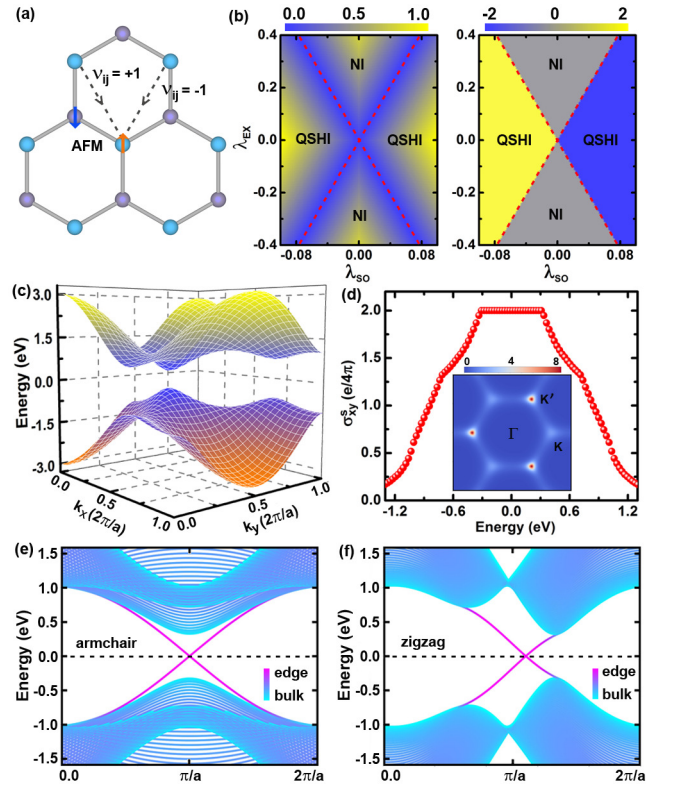 (a)
ν_ij = +1
ν_ij = -1
AFM
(b)
0.0 0.5 1.0
-2 0 2
0.4
0.2
0.0
-0.2
-0.4
λ_EX
NI
QSHI QSHI
NI
-0.08 0.00 0.08
λ_SO
NI
QSHI QSHI
NI
-0.08 0.00 0.08
λ_SO
(c)
3.0
1.5
0.0
-1.5
-3.0
Energy (eV)
0.0
0.5
1.0
k_x(2π/a)
0.0
0.5
1.0
k_y(2π/a)
(d)
2.0
1.5
1.0
0.5
0.0
σ^s_xy (e/4π)
0 4 8
K'
Γ
K
-1.2 -0.6 0.0 0.6 1.2
Energy (eV)
(e)
1.5
1.0
0.5
0.0
-0.5
-1.0
-1.5
Energy (eV)
armchair
edge
bulk
0.0 π/a 2π/a
(f)
1.5
1.0
0.5
0.0
-0.5
-1.0
-1.5
Energy (eV)
zigzag
edge
bulk
0.0 π/a 2π/a